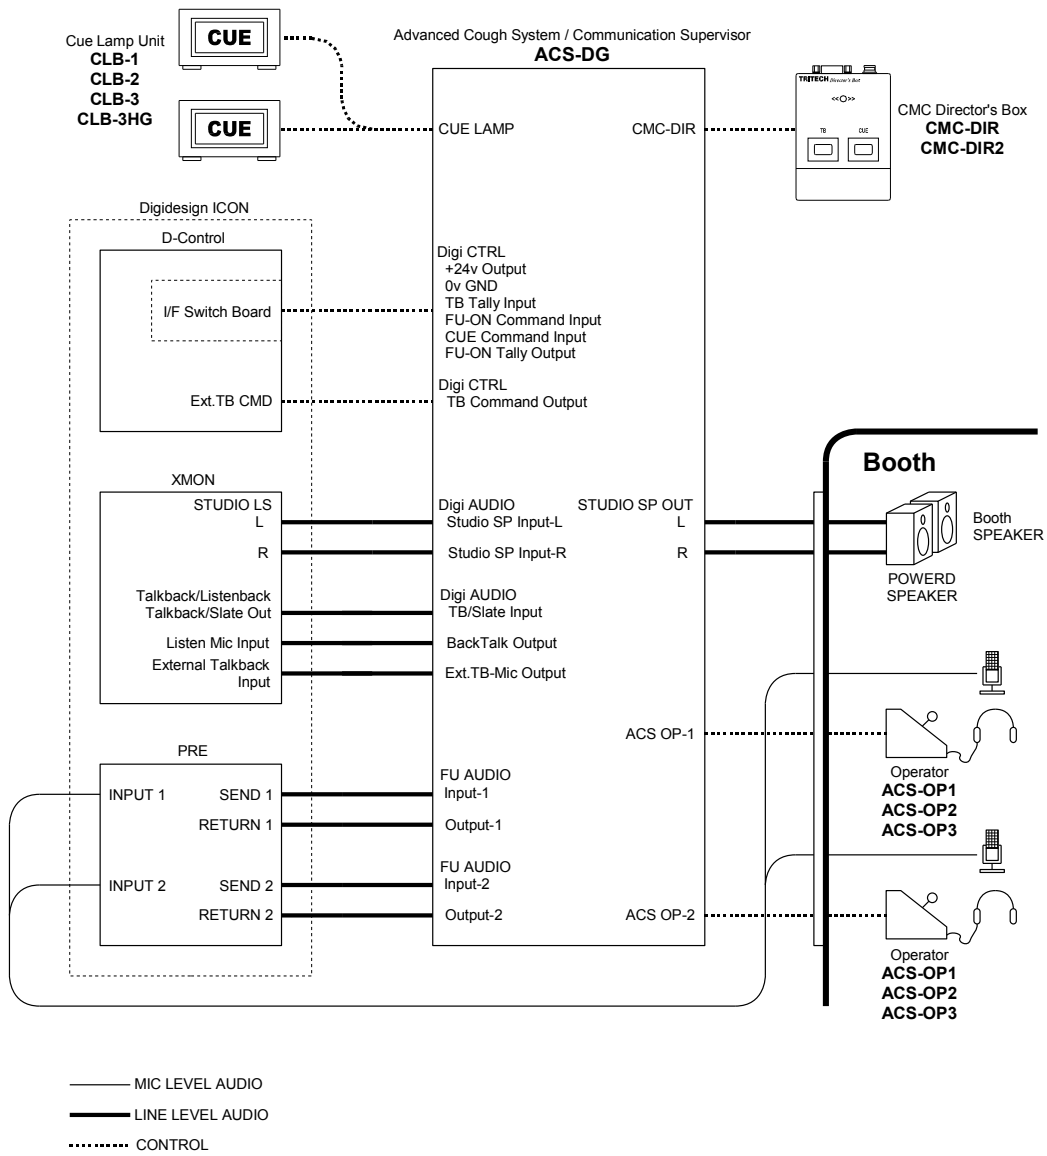 Cue Lamp Unit
CLB-1
CLB-2
CLB-3
CLB-3HG
CUE
CUE
Advanced Cough System / Communication Supervisor
ACS-DG
CUE LAMP
CMC-DIR
TRITECH Director's Box
<<O>>
TB
CUE
CMC Director's Box
CMC-DIR
CMC-DIR2
Digidesign ICON
D-Control
I/F Switch Board
Ext.TB CMD
Digi CTRL
+24v Output
0v GND
TB Tally Input
FU-ON Command Input
CUE Command Input
FU-ON Tally Output
Digi CTRL
TB Command Output
XMON
STUDIO LS
L
R
Talkback/Listenback
Talkback/Slate Out
Listen Mic Input
External Talkback
Input
Digi AUDIO
Studio SP Input-L
Studio SP Input-R
Digi AUDIO
TB/Slate Input
BackTalk Output
Ext.TB-Mic Output
STUDIO SP OUT
L
R
Booth
Booth
SPEAKER
POWERD
SPEAKER
ACS OP-1
Operator
ACS-OP1
ACS-OP2
ACS-OP3
PRE
INPUT 1
SEND 1
RETURN 1
INPUT 2
SEND 2
RETURN 2
FU AUDIO
Input-1
Output-1
FU AUDIO
Input-2
Output-2
ACS OP-2
Operator
ACS-OP1
ACS-OP2
ACS-OP3
MIC LEVEL AUDIO
LINE LEVEL AUDIO
CONTROL